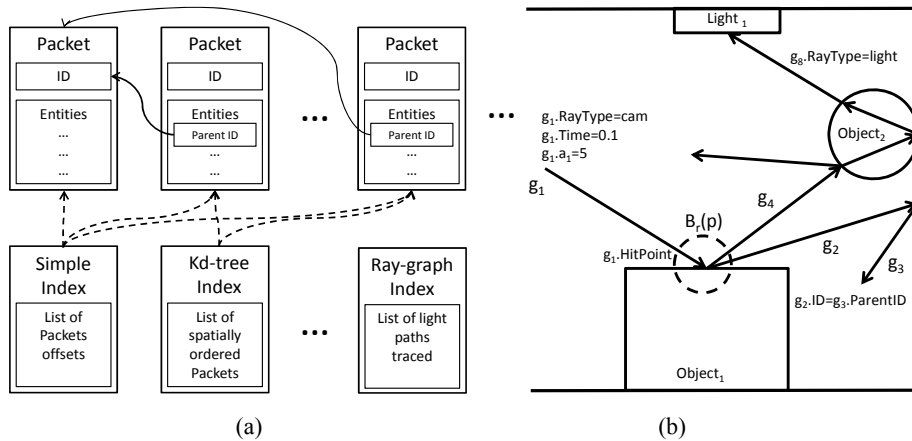 Packet
ID
Entities
...
...
...
Packet
ID
Entities
Parent ID
...
...
...
Packet
ID
Entities
Parent ID
...
...
...
Simple
Index
List of
Packets
offsets
Kd-tree
Index
List of
spatially
ordered
Packets
...
Ray-graph
Index
List of light
paths
traced
(a)
Light 1
g8.RayType=light
g1.RayType=cam
g1.Time=0.1
g1.a1=5
Object2
g1
g4
Br(p)
g1.HitPoint
g2
g3
g2.ID=g3.ParentID
Object1
(b)